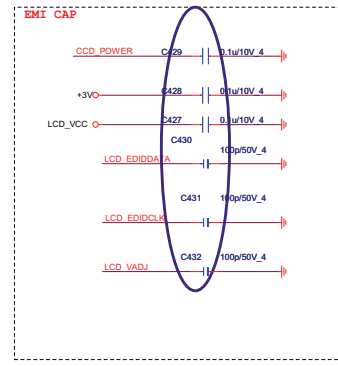 EMI CAP
CCD_POWER C429 0.1u/10V_4
+3V C428 0.1u/10V_4
LCD_VCC C427 0.1u/10V_4
C430
LCD_EDIDDATA 100p/50V_4
C431 100p/50V_4
LCD_EDIDCLK
C432 100p/50V_4
LCD_VADJ